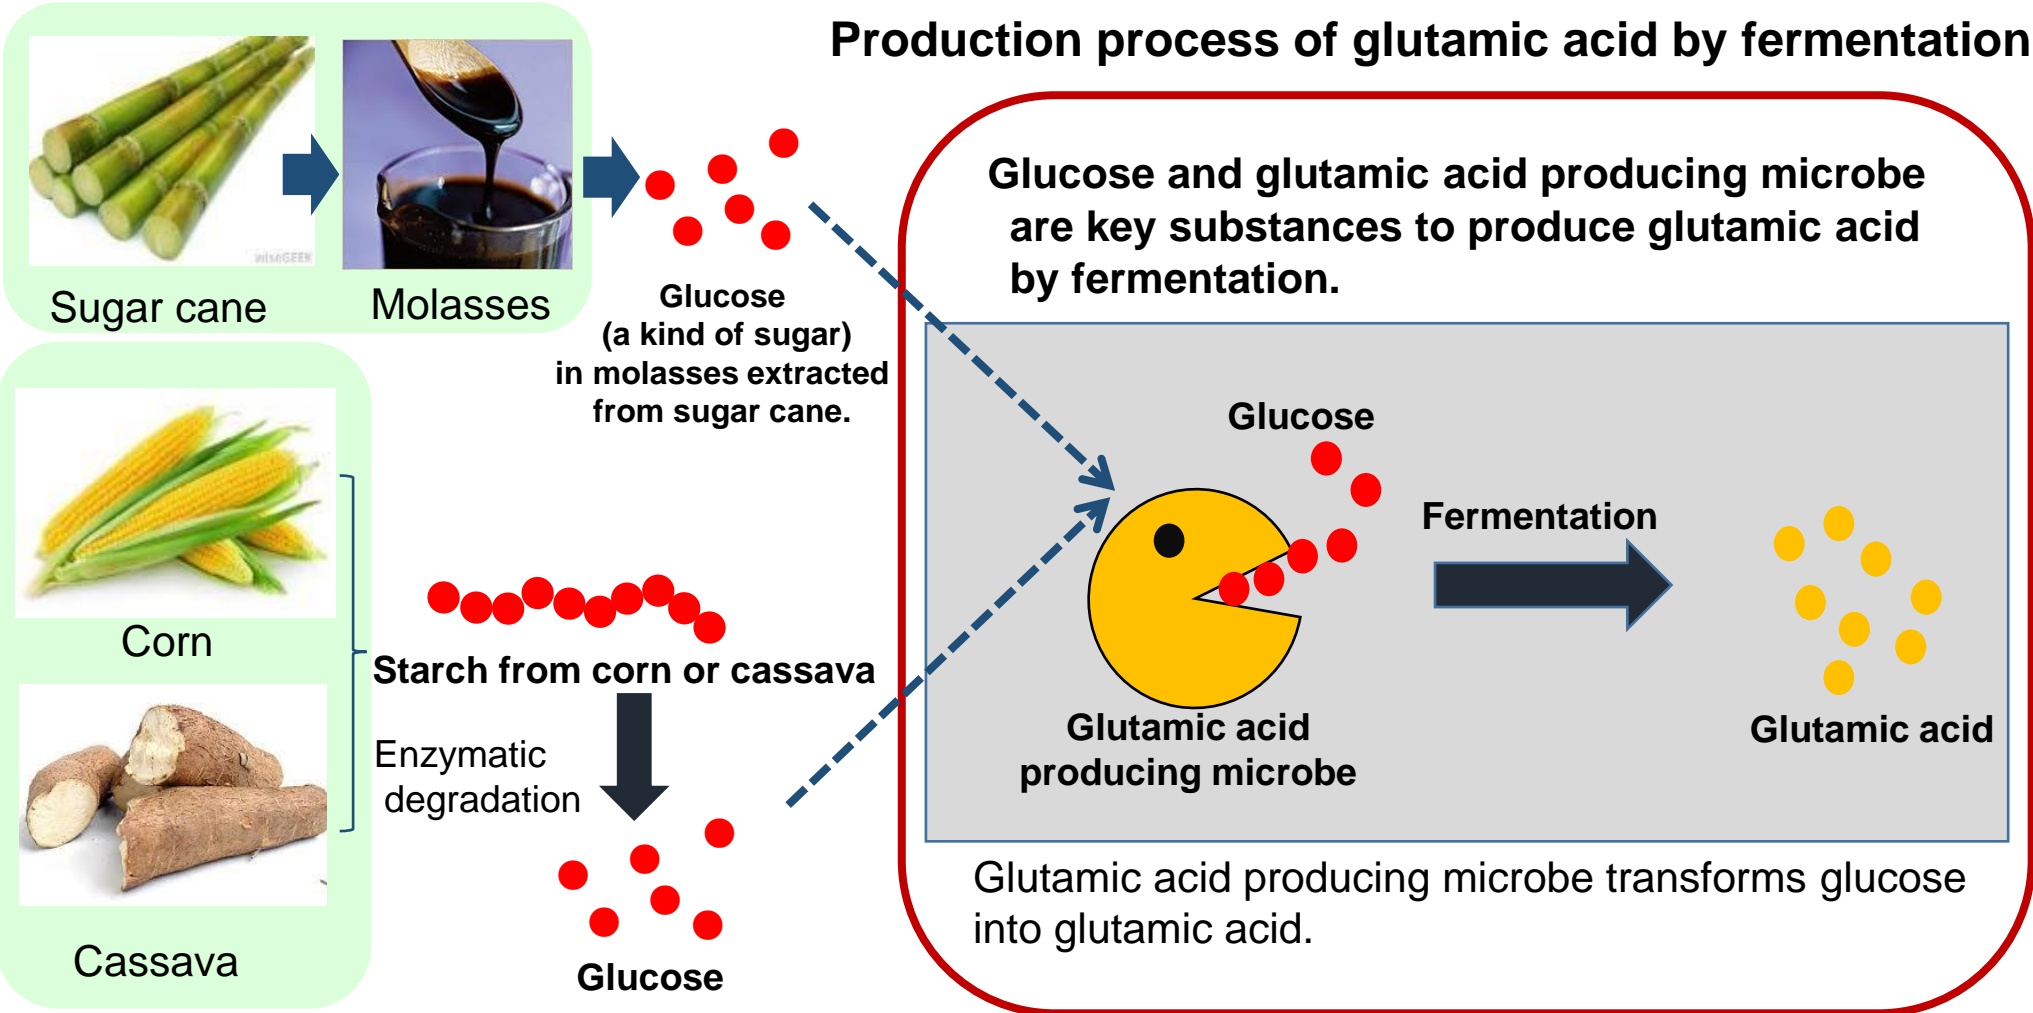 Production process of glutamic acid by fermentation
wiseGEEK
Sugar cane
Molasses
Glucose
(a kind of sugar)
in molasses extracted
from sugar cane.
Corn
Cassava
Starch from corn or cassava
Enzymatic
degradation
Glucose
Glucose and glutamic acid producing microbe
are key substances to produce glutamic acid
by fermentation.
Glucose
Fermentation
Glutamic acid
producing microbe
Glutamic acid
Glutamic acid producing microbe transforms glucose
into glutamic acid.